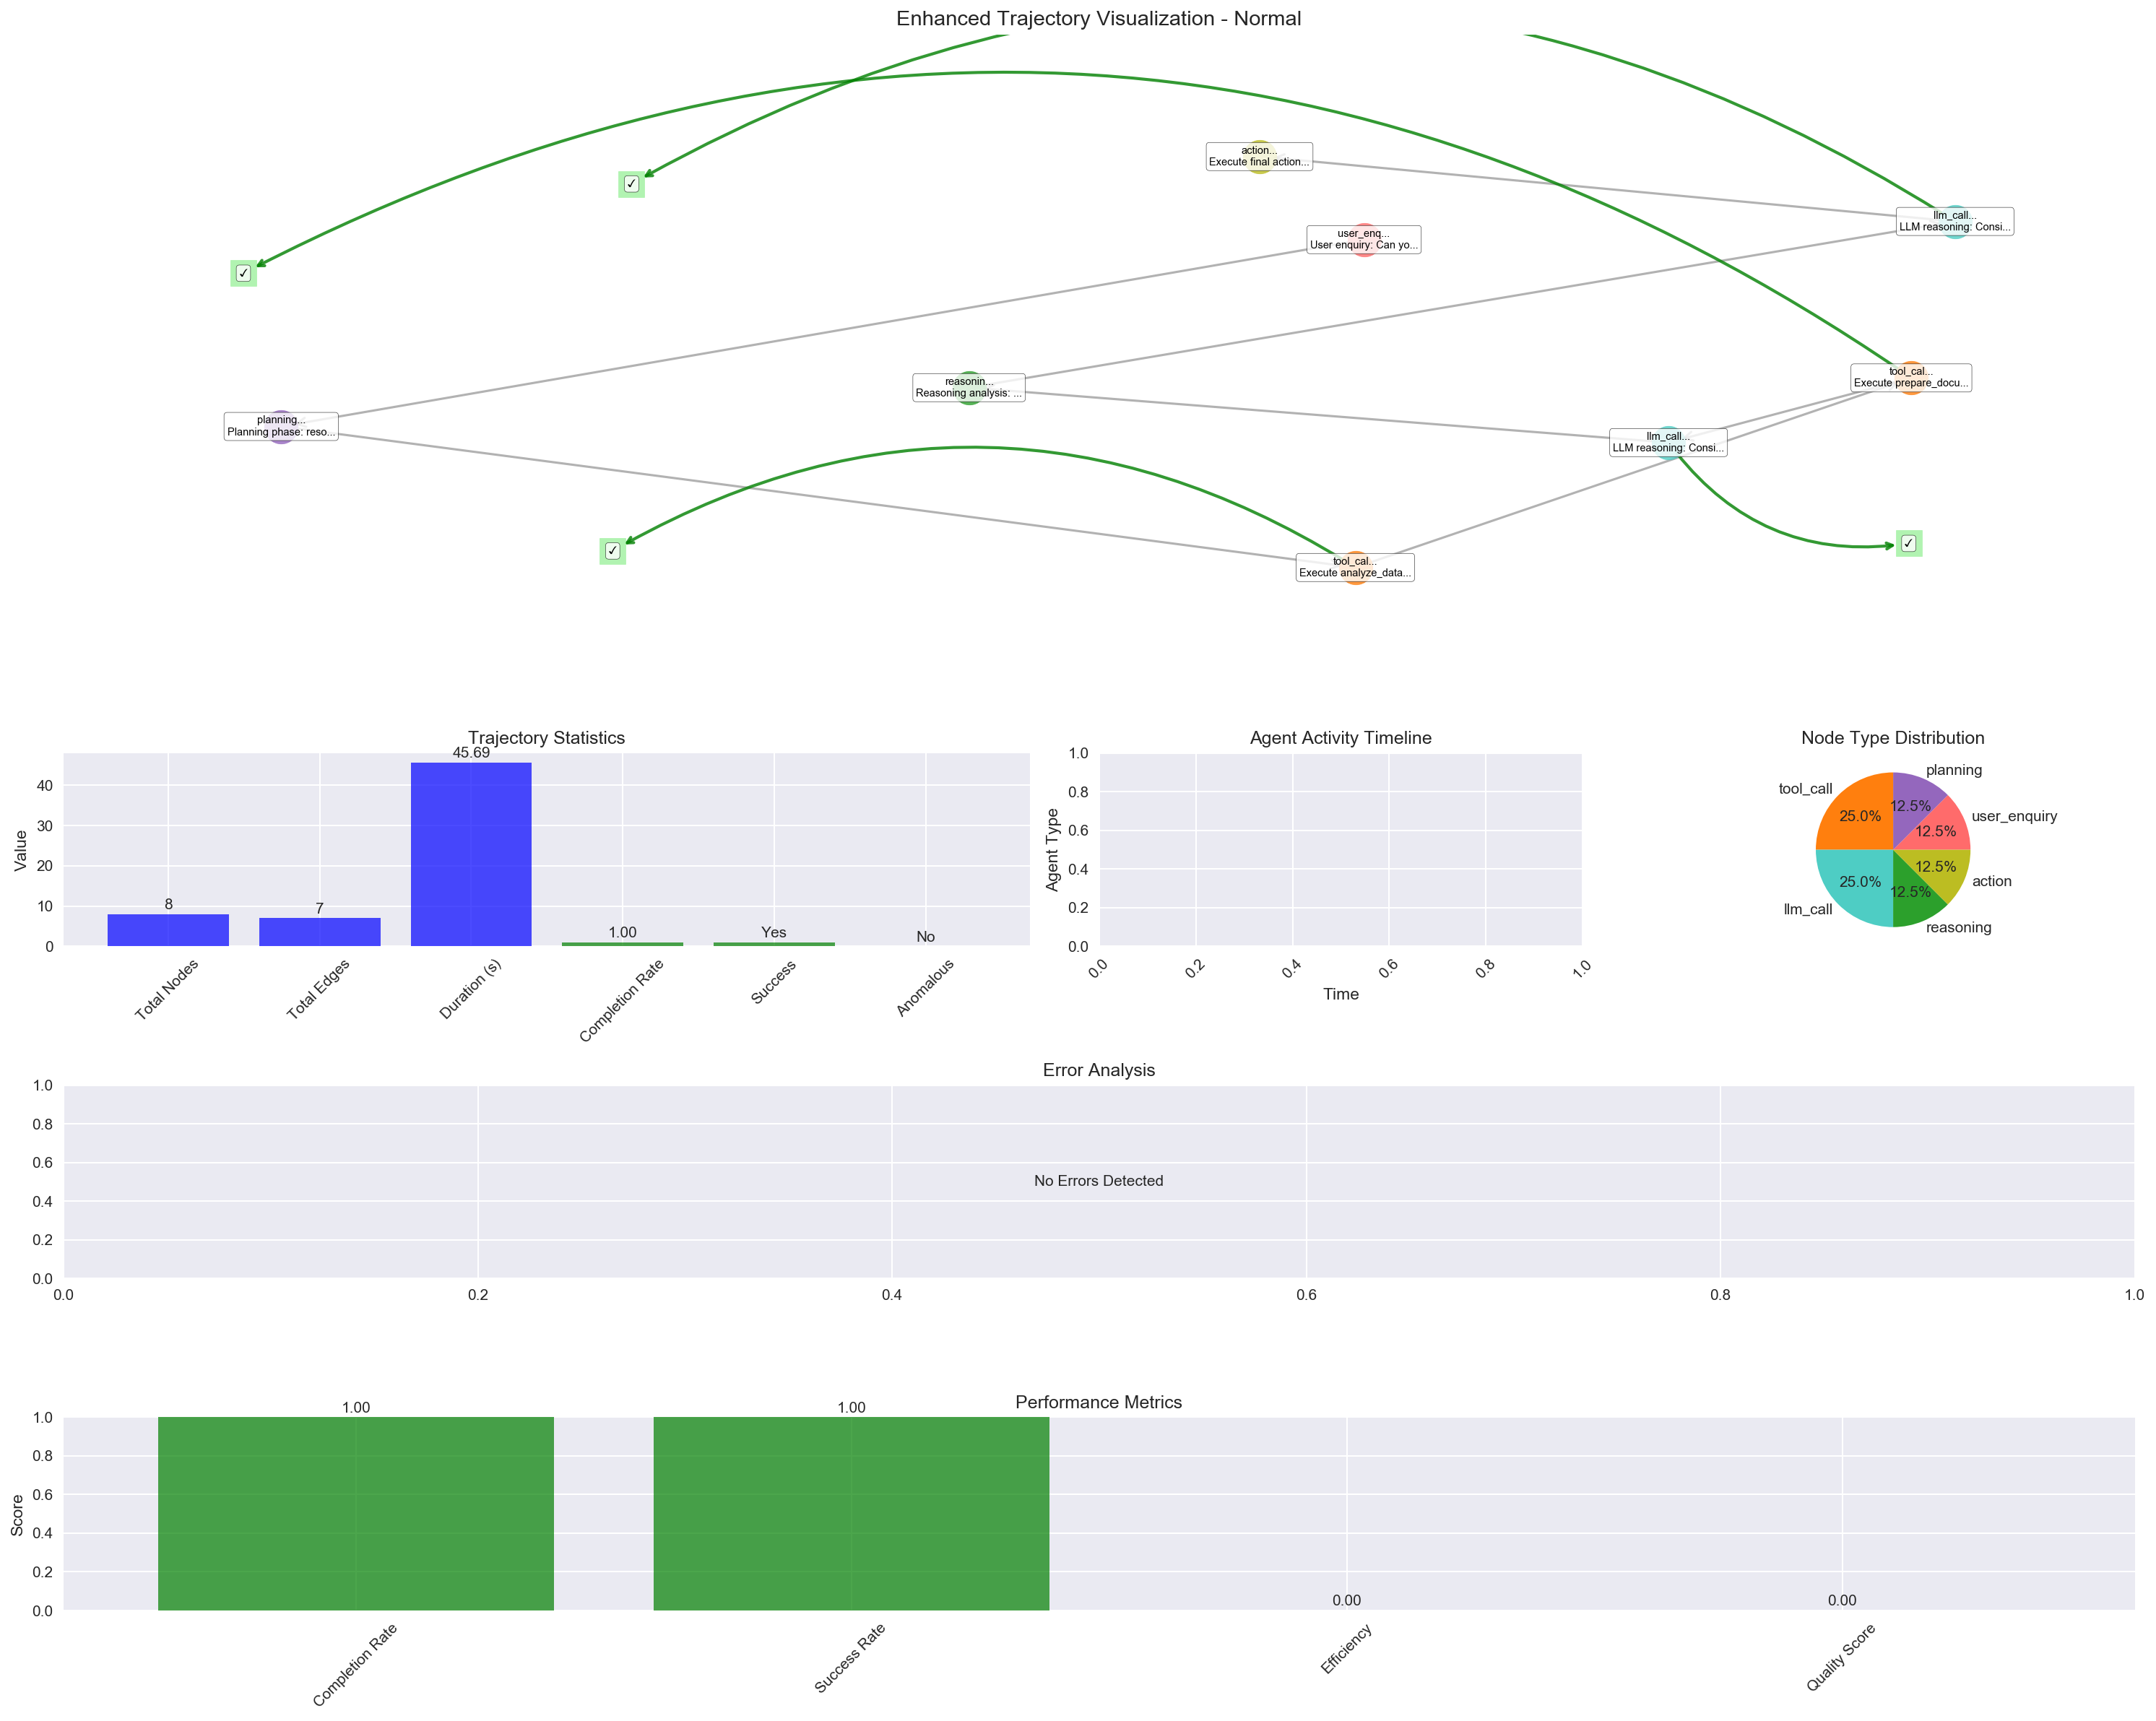 Enhanced Trajectory Visualization - Normal
action...
Execute final action...
✓
llm_call...
LLM reasoning: Consi...
user_enq...
User enquiry: Can yo...
✓
tool_cal...
Execute prepare_docu...
reasonin...
Reasoning analysis: ...
planning...
Planning phase: reso...
llm_call...
LLM reasoning: Consi...
✓
✓
tool_cal...
Execute analyze_data...
Trajectory Statistics
Value
40
30
20
10
0
8
7
45.69
1.00
Yes
No
Total Nodes
Total Edges
Duration (s)
Completion Rate
Success
Anomalous
Agent Activity Timeline
Agent Type
1.0
0.8
0.6
0.4
0.2
0.0
0.0
0.2
0.4
0.6
0.8
1.0
Time
Node Type Distribution
planning
12.5%
user_enquiry
12.5%
tool_call
25.0%
llm_call
25.0%
reasoning
12.5%
action
12.5%
Error Analysis
1.0
0.8
0.6
0.4
0.2
0.0
No Errors Detected
0.0
0.2
0.4
0.6
0.8
1.0
Performance Metrics
Score
1.0
0.8
0.6
0.4
0.2
0.0
1.00
1.00
0.00
0.00
Completion Rate
Success Rate
Efficiency
Quality Score